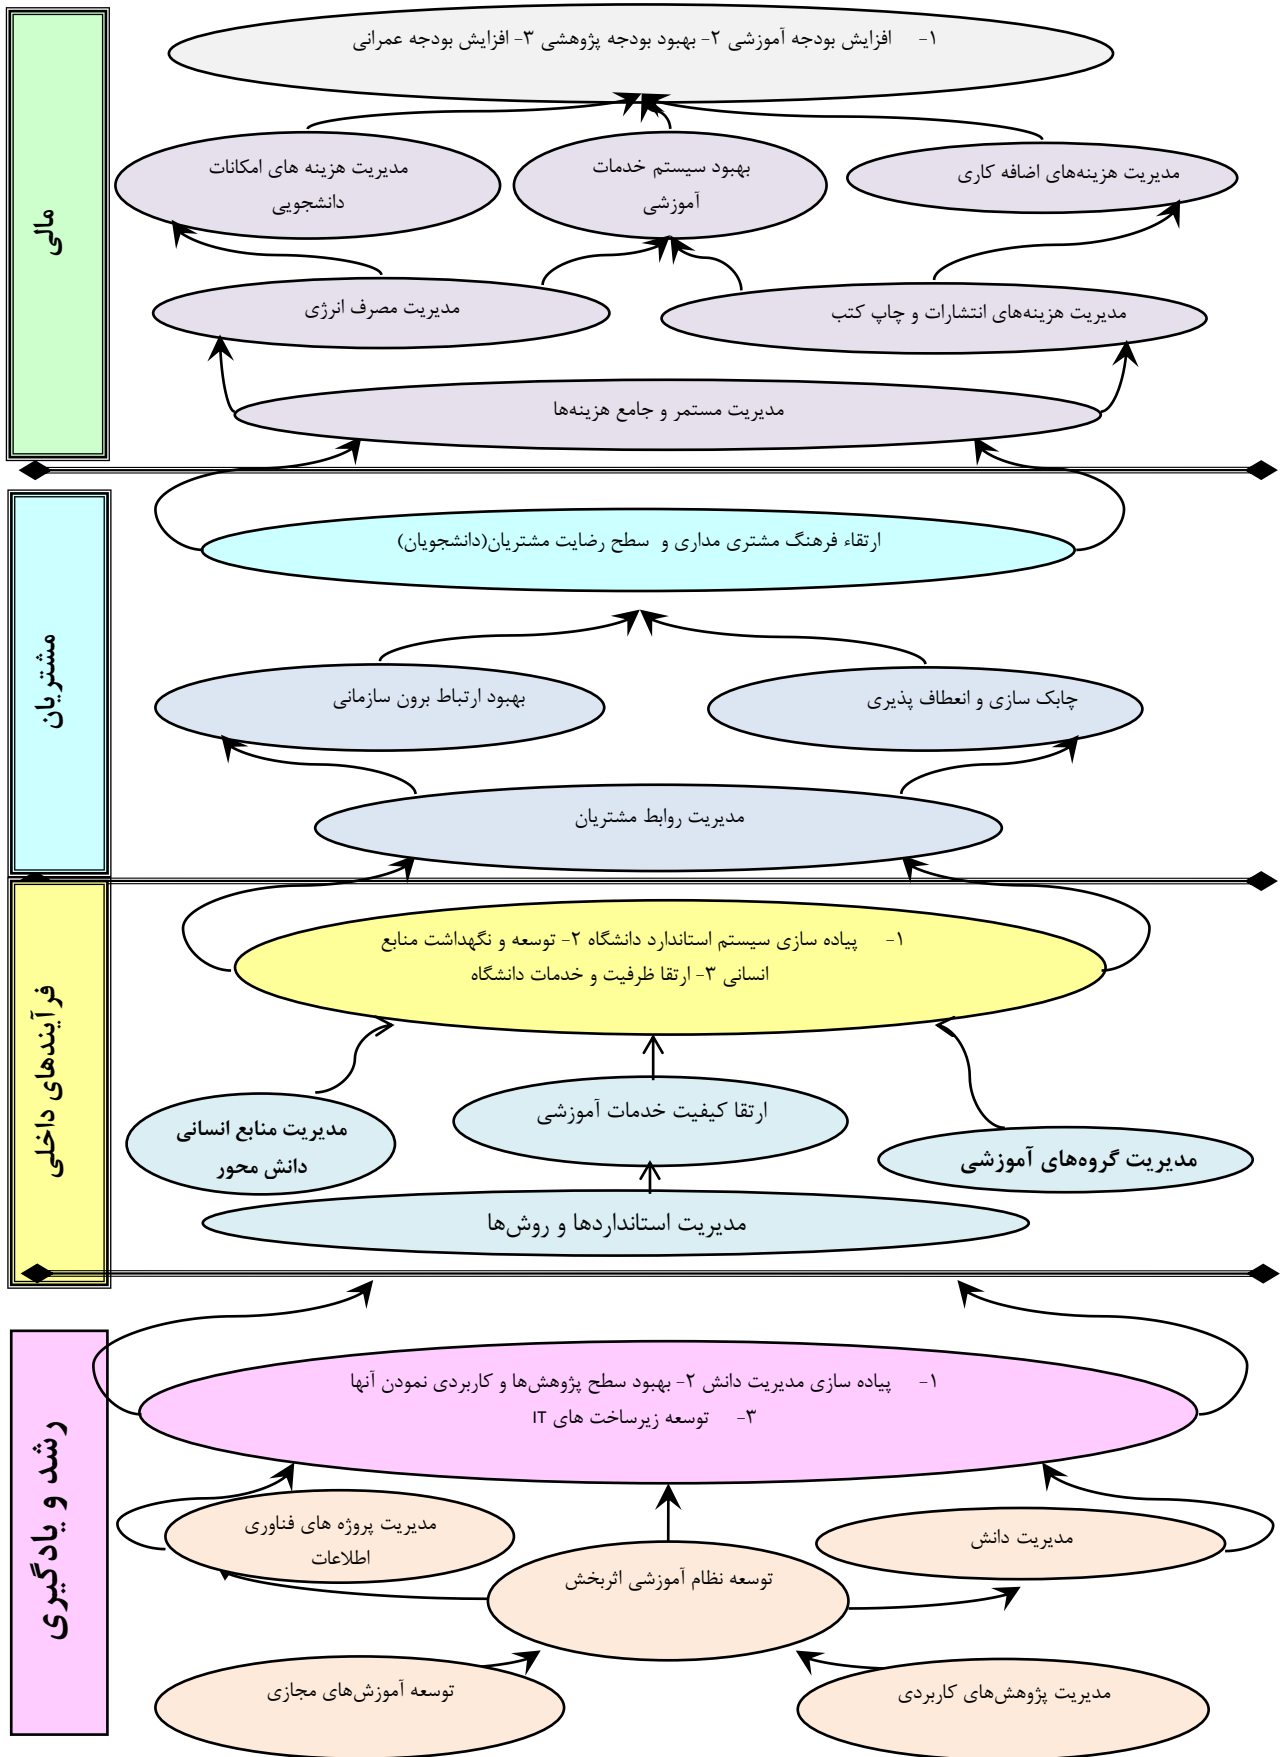 مالی
۱- افزایش بودجه آموزشی ۲- بهبود بودجه پژوهشی ۳- افزایش بودجه عمرانی
مدیریت هزینه‌های اضافه کاری
بهبود سیستم خدمات
آموزشی
مدیریت هزینه های امکانات
دانشجویی
مدیریت هزینه‌های انتشارات و چاپ کتب
مدیریت مصرف انرژی
مدیریت مستمر و جامع هزینه‌ها
مشتریان
ارتقاء فرهنگ مشتری مداری و سطح رضایت مشتریان(دانشجویان)
چابک سازی و انعطاف پذیری
بهبود ارتباط برون سازمانی
مدیریت روابط مشتریان
فرآیندهای داخلی
۱- پیاده سازی سیستم استاندارد دانشگاه ۲- توسعه و نگهداشت منابع
انسانی ۳- ارتقا ظرفیت و خدمات دانشگاه
مدیریت گروه‌های آموزشی
ارتقا کیفیت خدمات آموزشی
مدیریت منابع انسانی
دانش محور
مدیریت استانداردها و روش‌ها
رشد و یادگیری
۱- پیاده سازی مدیریت دانش ۲- بهبود سطح پژوهش‌ها و کاربردی نمودن آنها
۳- توسعه زیرساخت های IT
مدیریت دانش
مدیریت پروژه های فناوری
اطلاعات
توسعه نظام آموزشی اثربخش
مدیریت پژوهش‌های کاربردی
توسعه آموزش‌های مجازی